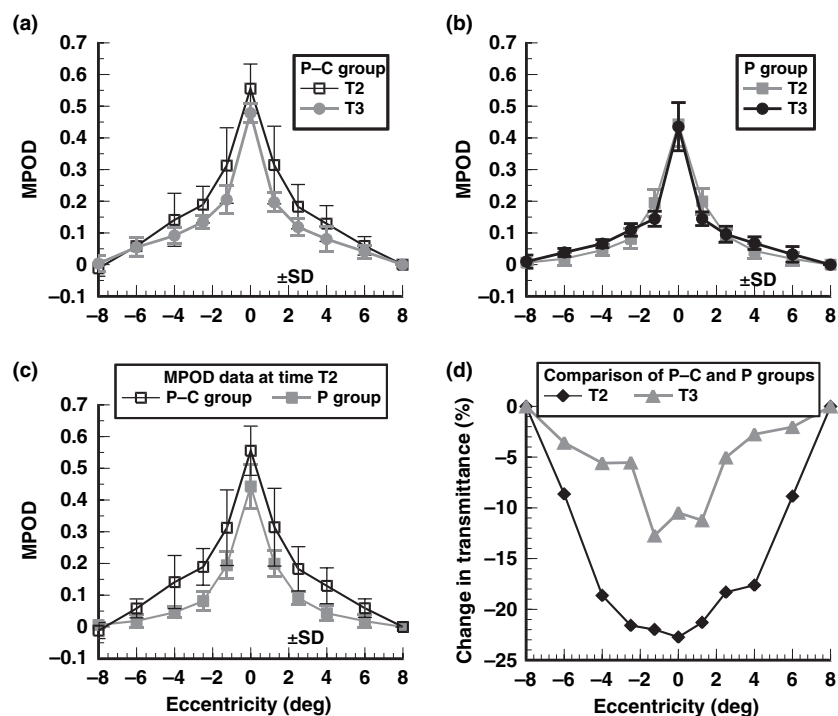 (a)
0.7
0.6
0.5
0.4
0.3
0.2
0.1
0
–0.1
MPOD
P–C group
T2
T3
±SD
–8 –6 –4 –2 0 2 4 6 8
(b)
0.7
0.6
0.5
0.4
0.3
0.2
0.1
0
–0.1
MPOD
P group
T2
T3
±SD
–8 –6 –4 –2 0 2 4 6 8
(c)
0.7
0.6
0.5
0.4
0.3
0.2
0.1
0
–0.1
MPOD
MPOD data at time T2
P–C group P group
±SD
–8 –6 –4 –2 0 2 4 6 8
Eccentricity (deg)
(d)
0
–5
–10
–15
–20
–25
Change in transmittance (%)
Comparison of P–C and P groups
T2 T3
–8 –6 –4 –2 0 2 4 6 8
Eccentricity (deg)